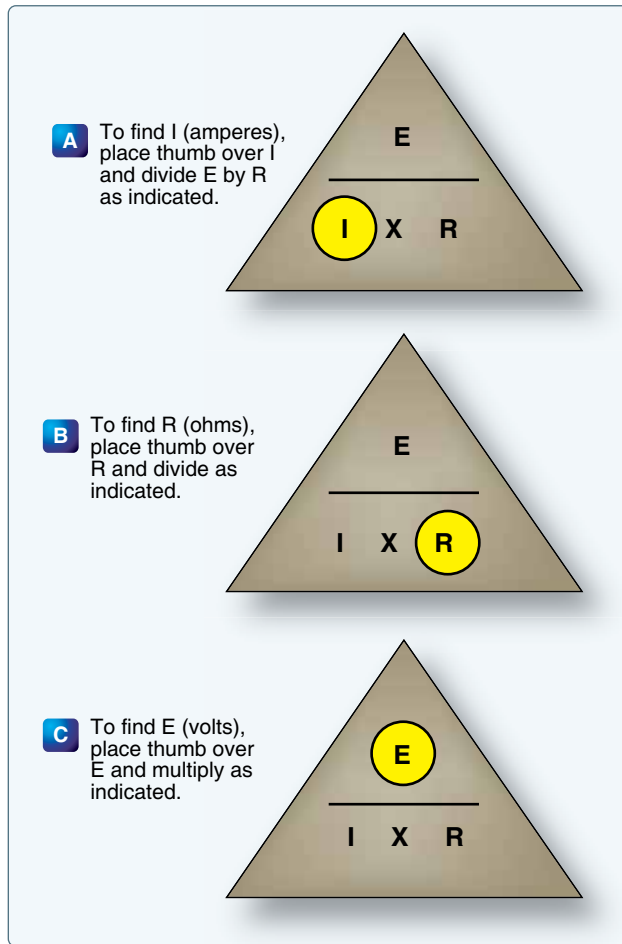 A
To find I (amperes),
place thumb over I
and divide E by R
as indicated.
E
I X R
B
To find R (ohms),
place thumb over
R and divide as
indicated.
E
I X R
C
To find E (volts),
place thumb over
E and multiply as
indicated.
E
I X R